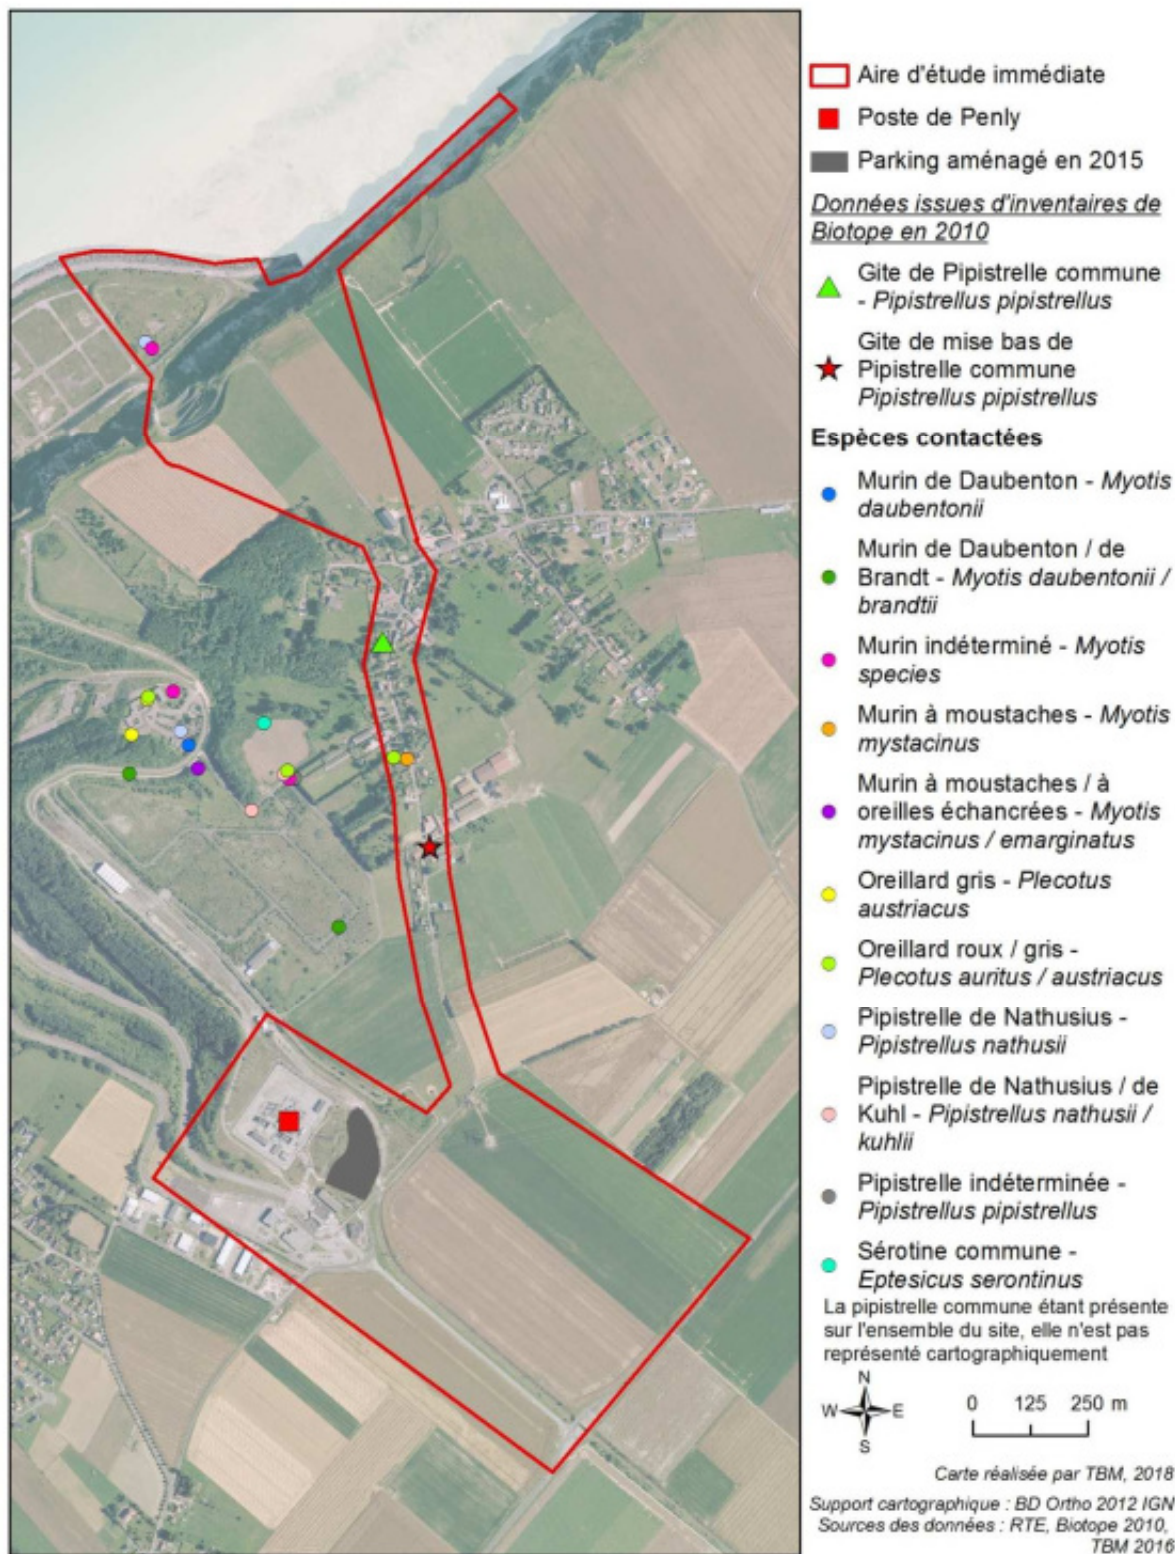 Aire d'étude immédiate
Poste de Penly
Parking aménagé en 2015
Données issues d'inventaires de
Biotope en 2010
Gite de Pipistrelle commune
- Pipistrellus pipistrellus
Gite de mise bas de
Pipistrelle commune
Pipistrellus pipistrellus
Espèces contactées
Murin de Daubenton - Myotis
daubentonii
Murin de Daubenton / de
Brandt - Myotis daubentonii /
brandtii
Murin indéterminé - Myotis
species
Murin à moustaches - Myotis
mystacinus
Murin à moustaches / à
oreilles échancrées - Myotis
mystacinus / emarginatus
Oreillard gris - Plecotus
austriacus
Oreillard roux / gris -
Plecotus auritus / austriacus
Pipistrelle de Nathusius -
Pipistrellus nathusii
Pipistrelle de Nathusius / de
Kuhl - Pipistrellus nathusii /
kuhlii
Pipistrelle indéterminée -
Pipistrellus pipistrellus
Sérotine commune -
Eptesicus serontinus
La pipistrelle commune étant présente
sur l'ensemble du site, elle n'est pas
représenté cartographiquement
N
W E
S
0 125 250 m
Carte réalisée par TBM, 2018
Support cartographique : BD Ortho 2012 IGN
Sources des données : RTE, Biotope 2010,
TBM 2016